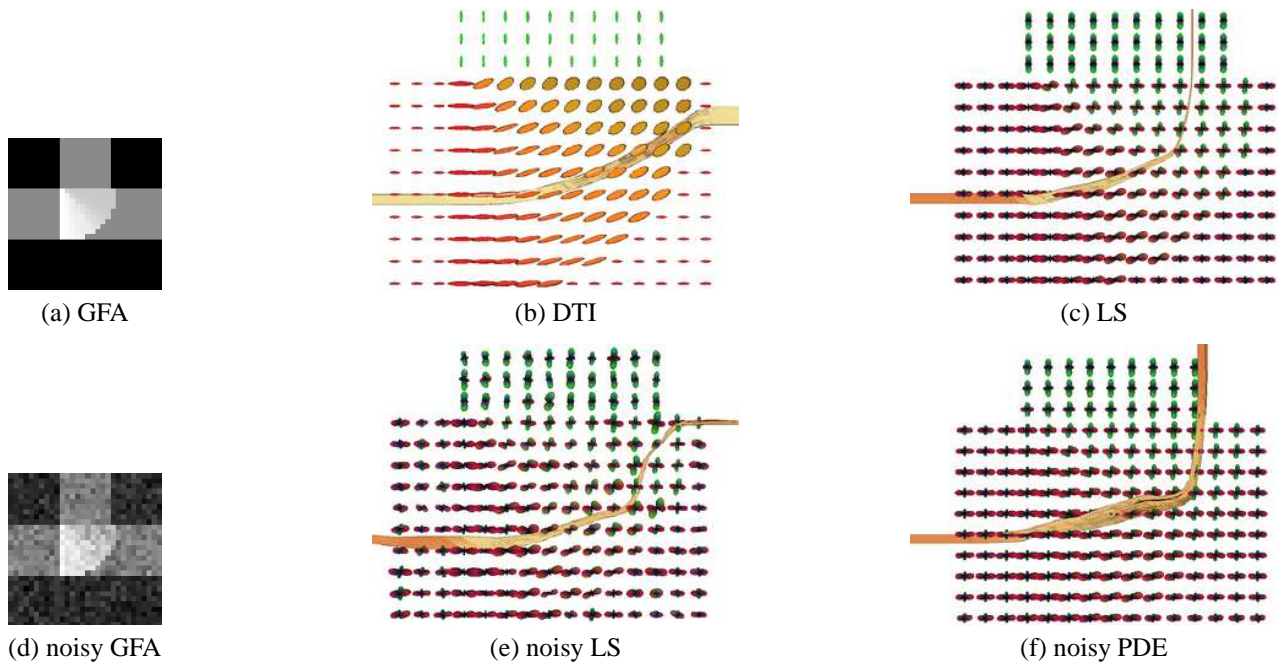 (a) GFA
(b) DTI
(c) LS
(d) noisy GFA
(e) noisy LS
(f) noisy PDE